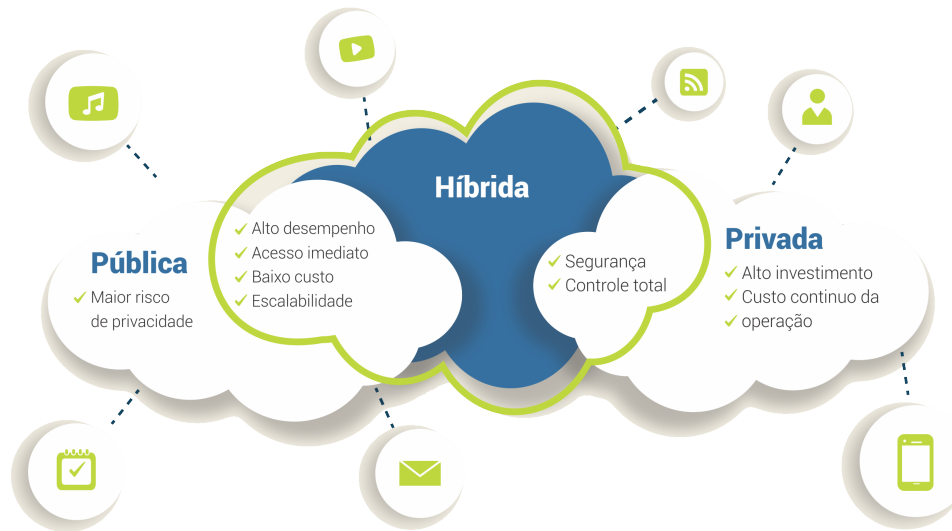 Híbrida
Pública
Maior risco
de privacidade
Alto desempenho
Acesso imediato
Baixo custo
Escalabilidade
Segurança
Controle total
Privada
Alto investimento
Custo continuo da
operação